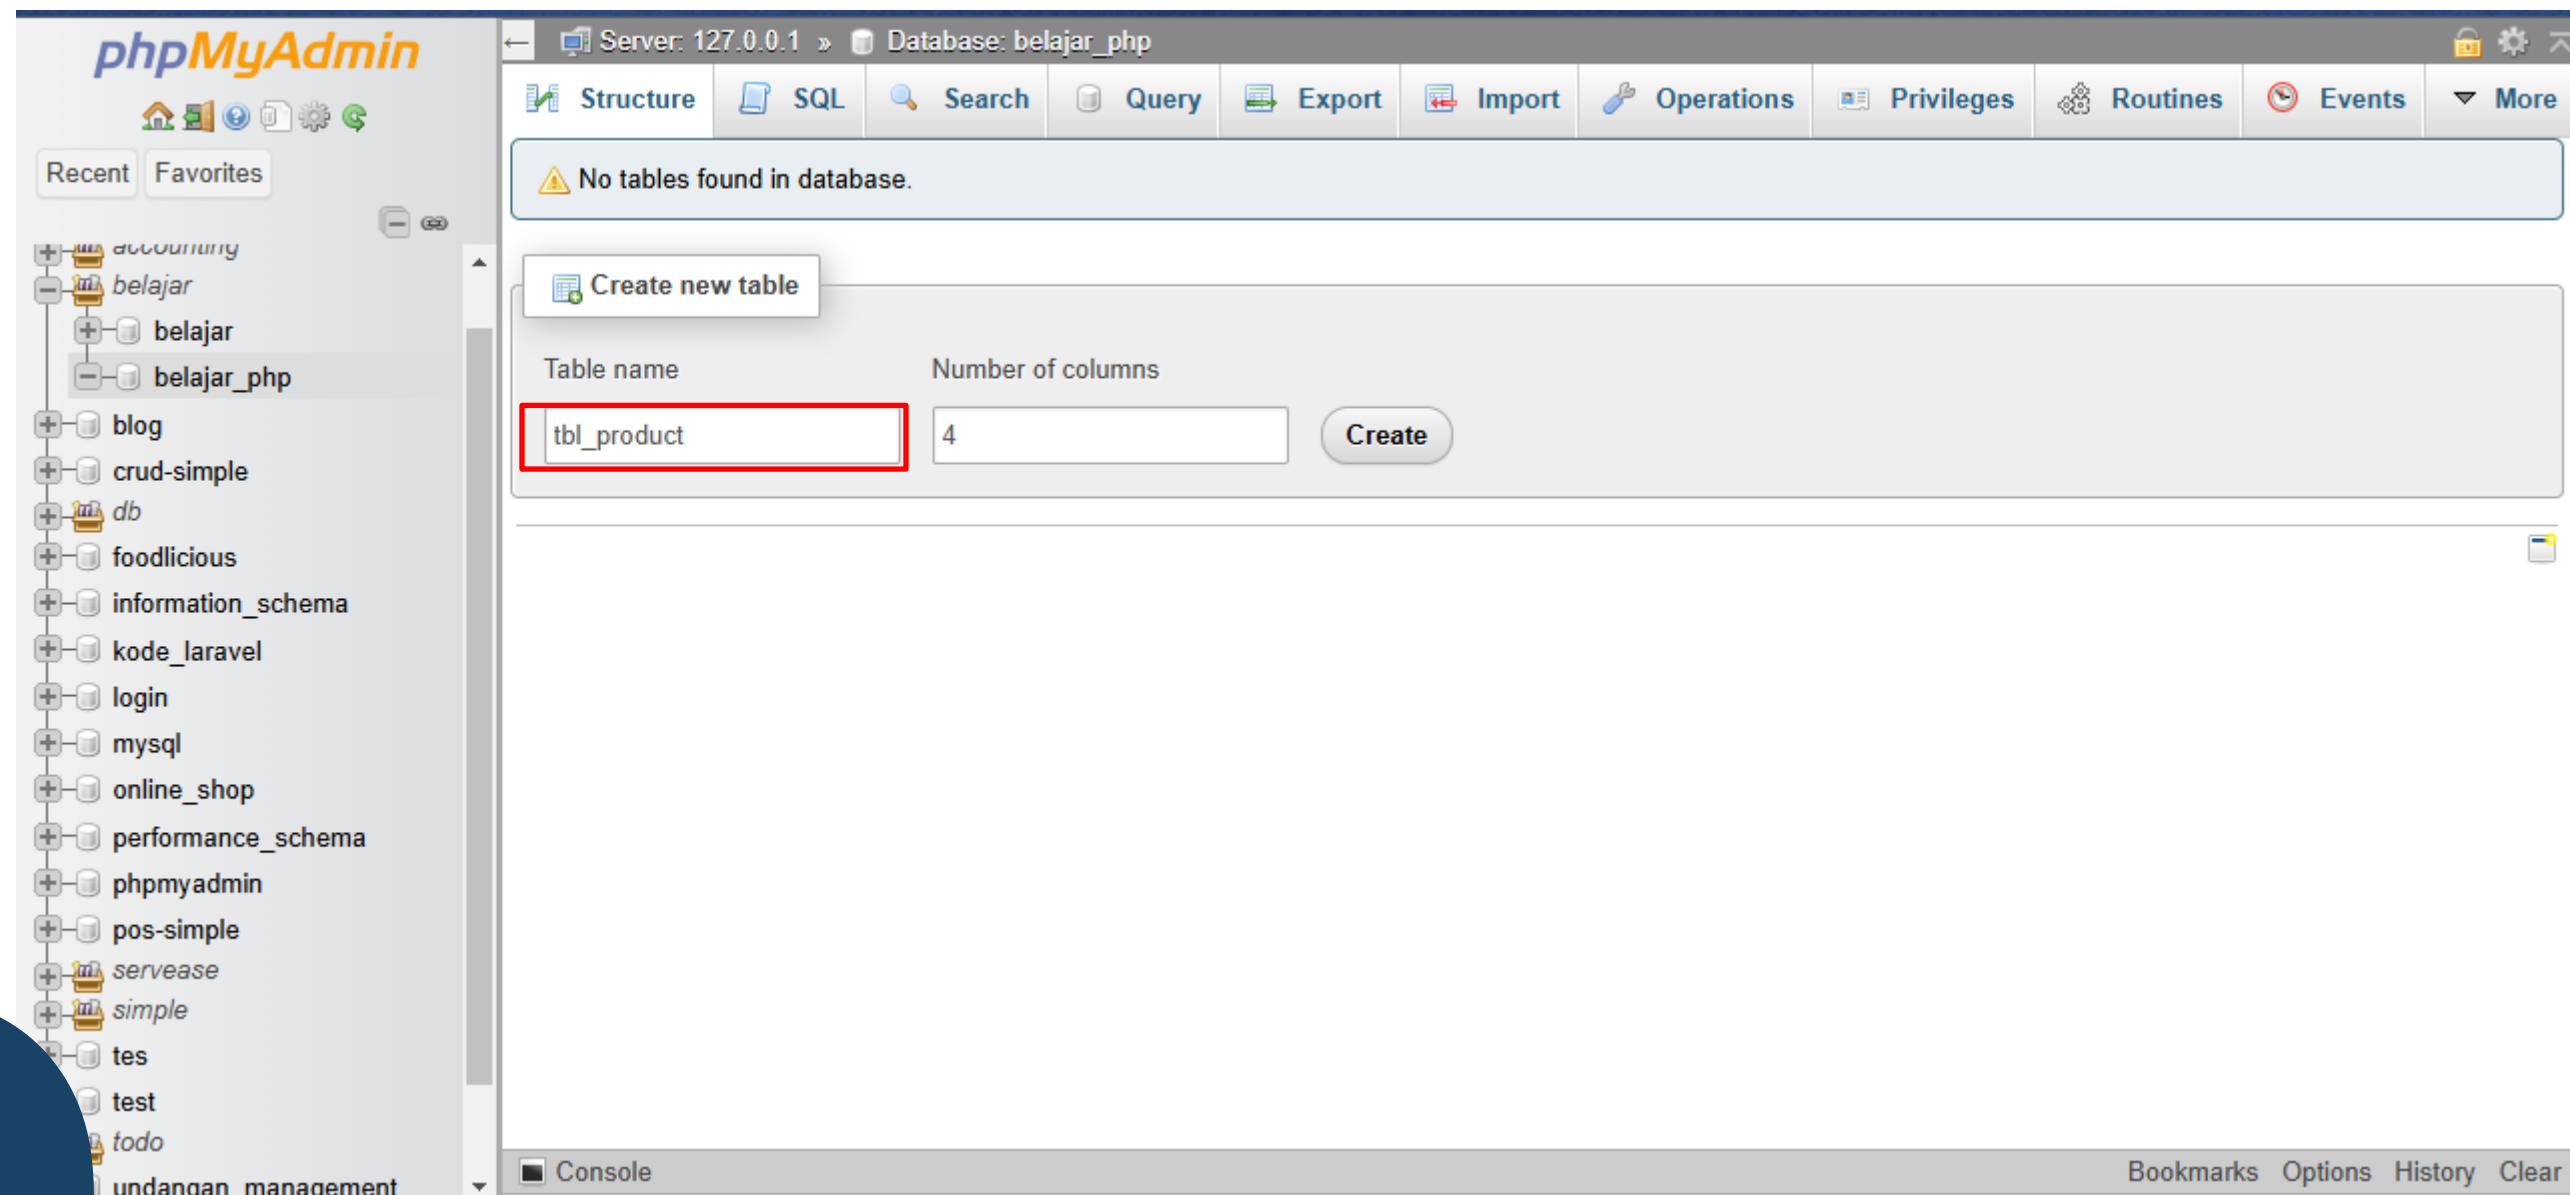 phpMyAdmin
Recent Favorites
accounting
belajar
belajar
belajar_php
blog
crud-simple
db
foodlicious
information_schema
kode_laravel
login
mysql
online_shop
performance_schema
phpmyadmin
pos-simple
servease
simple
tes
test
todo
undangan_management
← Server: 127.0.0.1 » Database: belajar_php
Structure SQL Search Query Export Import Operations Privileges Routines Events More
No tables found in database.
Create new table
Table name Number of columns
tbl_product 4 Create
Console Bookmarks Options History Clear